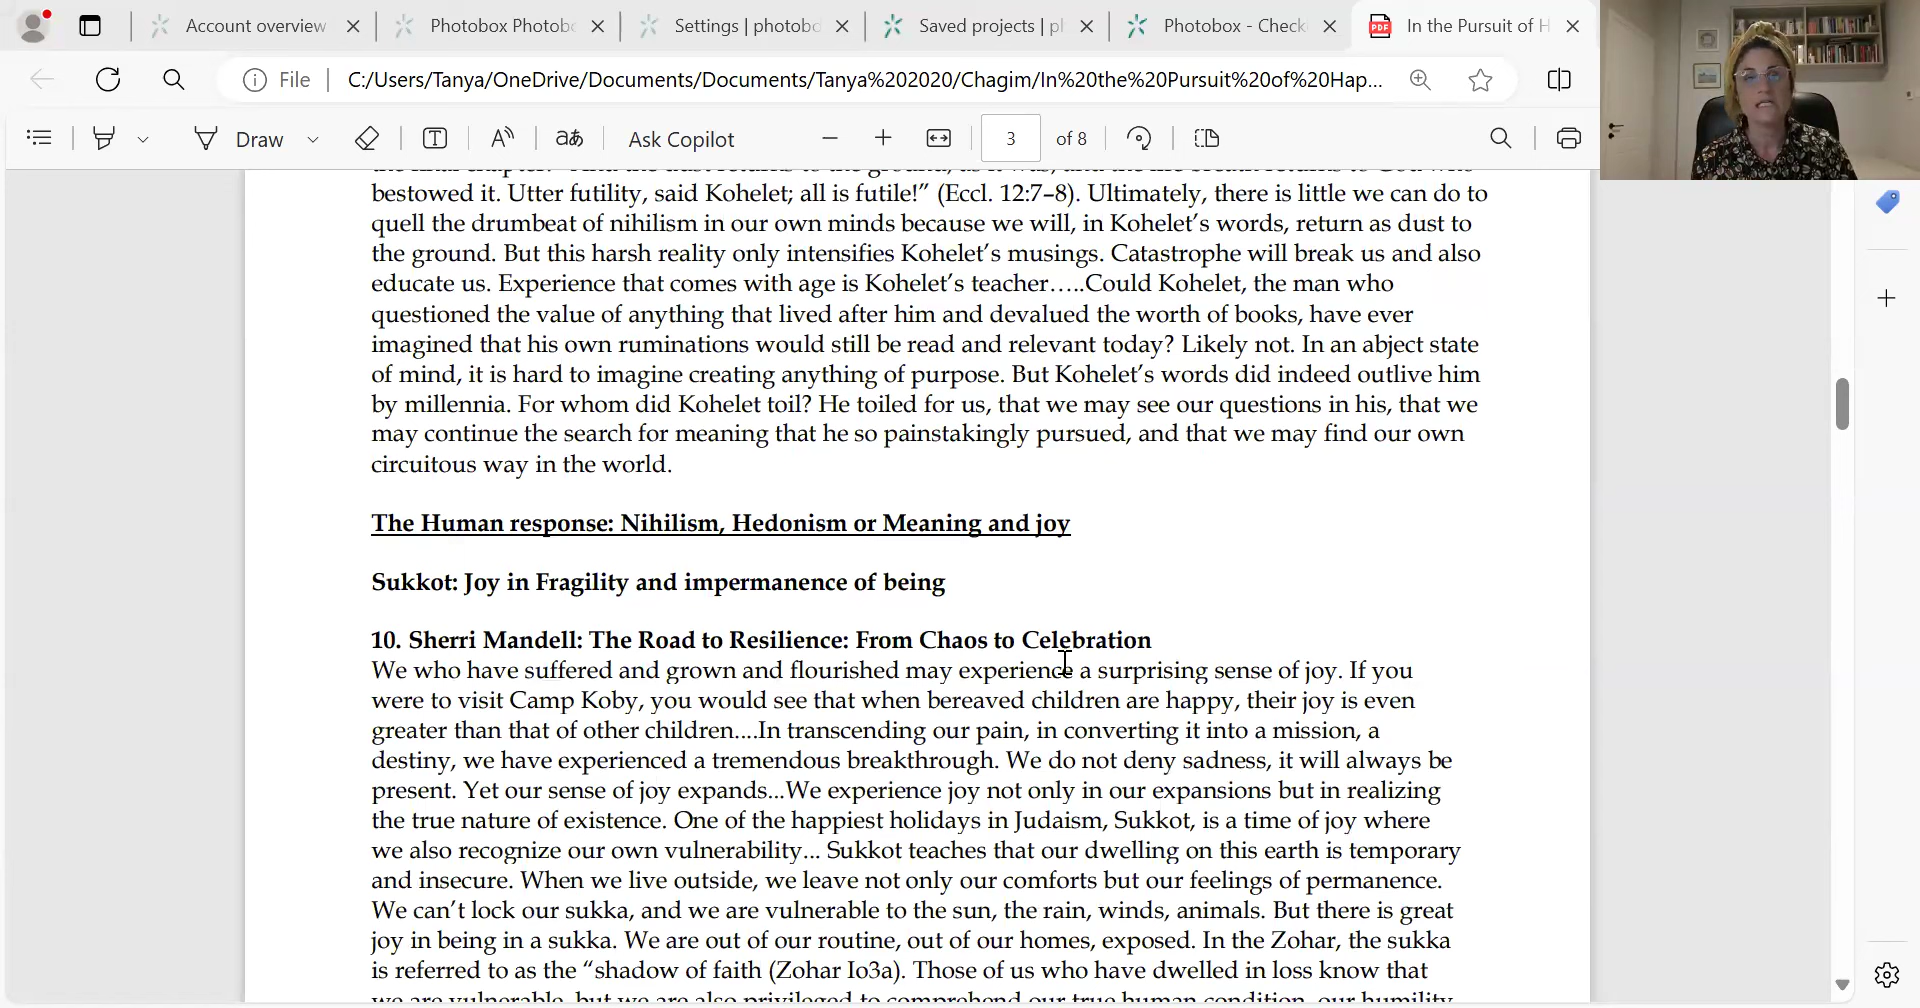 Account overview
Photobox Photobo
Settings | photobo
Saved projects | ph
Photobox - Check
In the Pursuit of H
File
C:/Users/Tanya/OneDrive/Documents/Documents/Tanya%202020/Chagim/In%20the%20Pursuit%20of%20Hap...
Draw
Ask Copilot
3 of 8
bestowed it. Utter futility, said Kohelet; all is futile!” (Eccl. 12:7–8). Ultimately, there is little we can do to
quell the drumbeat of nihilism in our own minds because we will, in Kohelet’s words, return as dust to
the ground. But this harsh reality only intensifies Kohelet’s musings. Catastrophe will break us and also
educate us. Experience that comes with age is Kohelet’s teacher…..Could Kohelet, the man who
questioned the value of anything that lived after him and devalued the worth of books, have ever
imagined that his own ruminations would still be read and relevant today? Likely not. In an abject state
of mind, it is hard to imagine creating anything of purpose. But Kohelet’s words did indeed outlive him
by millennia. For whom did Kohelet toil? He toiled for us, that we may see our questions in his, that we
may continue the search for meaning that he so painstakingly pursued, and that we may find our own
circuitous way in the world.
The Human response: Nihilism, Hedonism or Meaning and joy
Sukkot: Joy in Fragility and impermanence of being
10. Sherri Mandell: The Road to Resilience: From Chaos to Celebration
We who have suffered and grown and flourished may experience a surprising sense of joy. If you
were to visit Camp Koby, you would see that when bereaved children are happy, their joy is even
greater than that of other children....In transcending our pain, in converting it into a mission, a
destiny, we have experienced a tremendous breakthrough. We do not deny sadness, it will always be
present. Yet our sense of joy expands...We experience joy not only in our expansions but in realizing
the true nature of existence. One of the happiest holidays in Judaism, Sukkot, is a time of joy where
we also recognize our own vulnerability... Sukkot teaches that our dwelling on this earth is temporary
and insecure. When we live outside, we leave not only our comforts but our feelings of permanence.
We can’t lock our sukka, and we are vulnerable to the sun, the rain, winds, animals. But there is great
joy in being in a sukka. We are out of our routine, out of our homes, exposed. In the Zohar, the sukka
is referred to as the “shadow of faith (Zohar Io3a). Those of us who have dwelled in loss know that
we are vulnerable, but we are also privileged to comprehend our true human condition, our humility